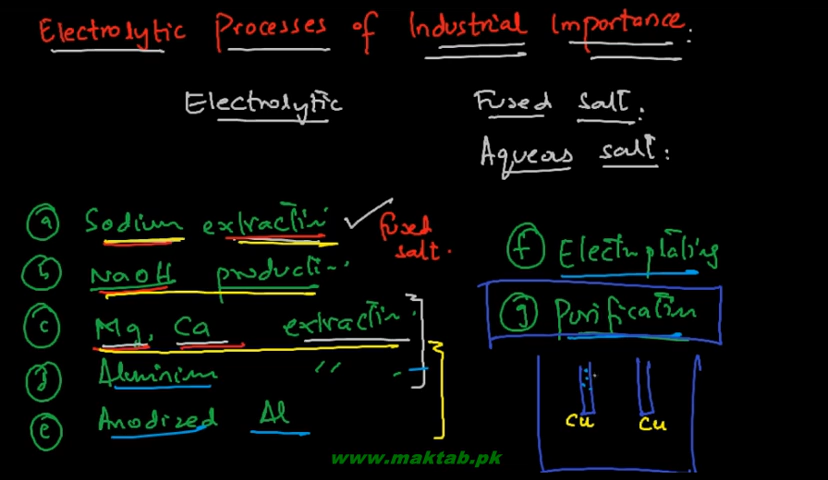 Electrolytic Processes of Industrial Importance.
Electrolytic Fused salt.
Aqueous salt.
(a) Sodium extraction ✓ fused salt.
(b) NaOH production
(c) Mg, Ca extraction
(d) Aluminium " .
(e) Anodized Al
(f) Electroplating
(g) Purification
Cu Cu
www.maktab.pk